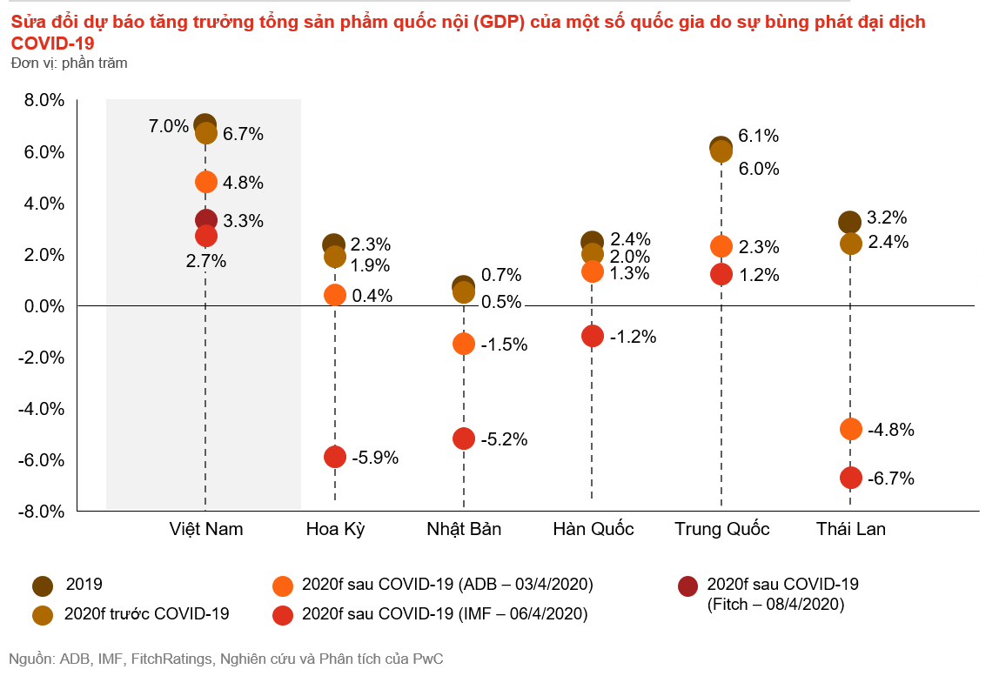 Sửa đổi dự báo tăng trưởng tổng sản phẩm quốc nội (GDP) của một số quốc gia do sự bùng phát đại dịch
COVID-19
Đơn vị: phần trăm
8.0%
6.0%
4.0%
2.0%
0.0%
-2.0%
-4.0%
-6.0%
-8.0%
7.0%
6.7%
4.8%
3.3%
2.7%
2.3%
1.9%
0.4%
-5.9%
0.7%
0.5%
-1.5%
-5.2%
2.4%
2.0%
1.3%
-1.2%
6.1%
6.0%
2.3%
1.2%
3.2%
2.4%
-4.8%
-6.7%
Việt Nam
Hoa Kỳ
Nhật Bản
Hàn Quốc
Trung Quốc
Thái Lan
2019
2020f trước COVID-19
2020f sau COVID-19 (ADB – 03/4/2020)
2020f sau COVID-19 (IMF – 06/4/2020)
2020f sau COVID-19
(Fitch – 08/4/2020)
Nguồn: ADB, IMF, FitchRatings, Nghiên cứu và Phân tích của PwC